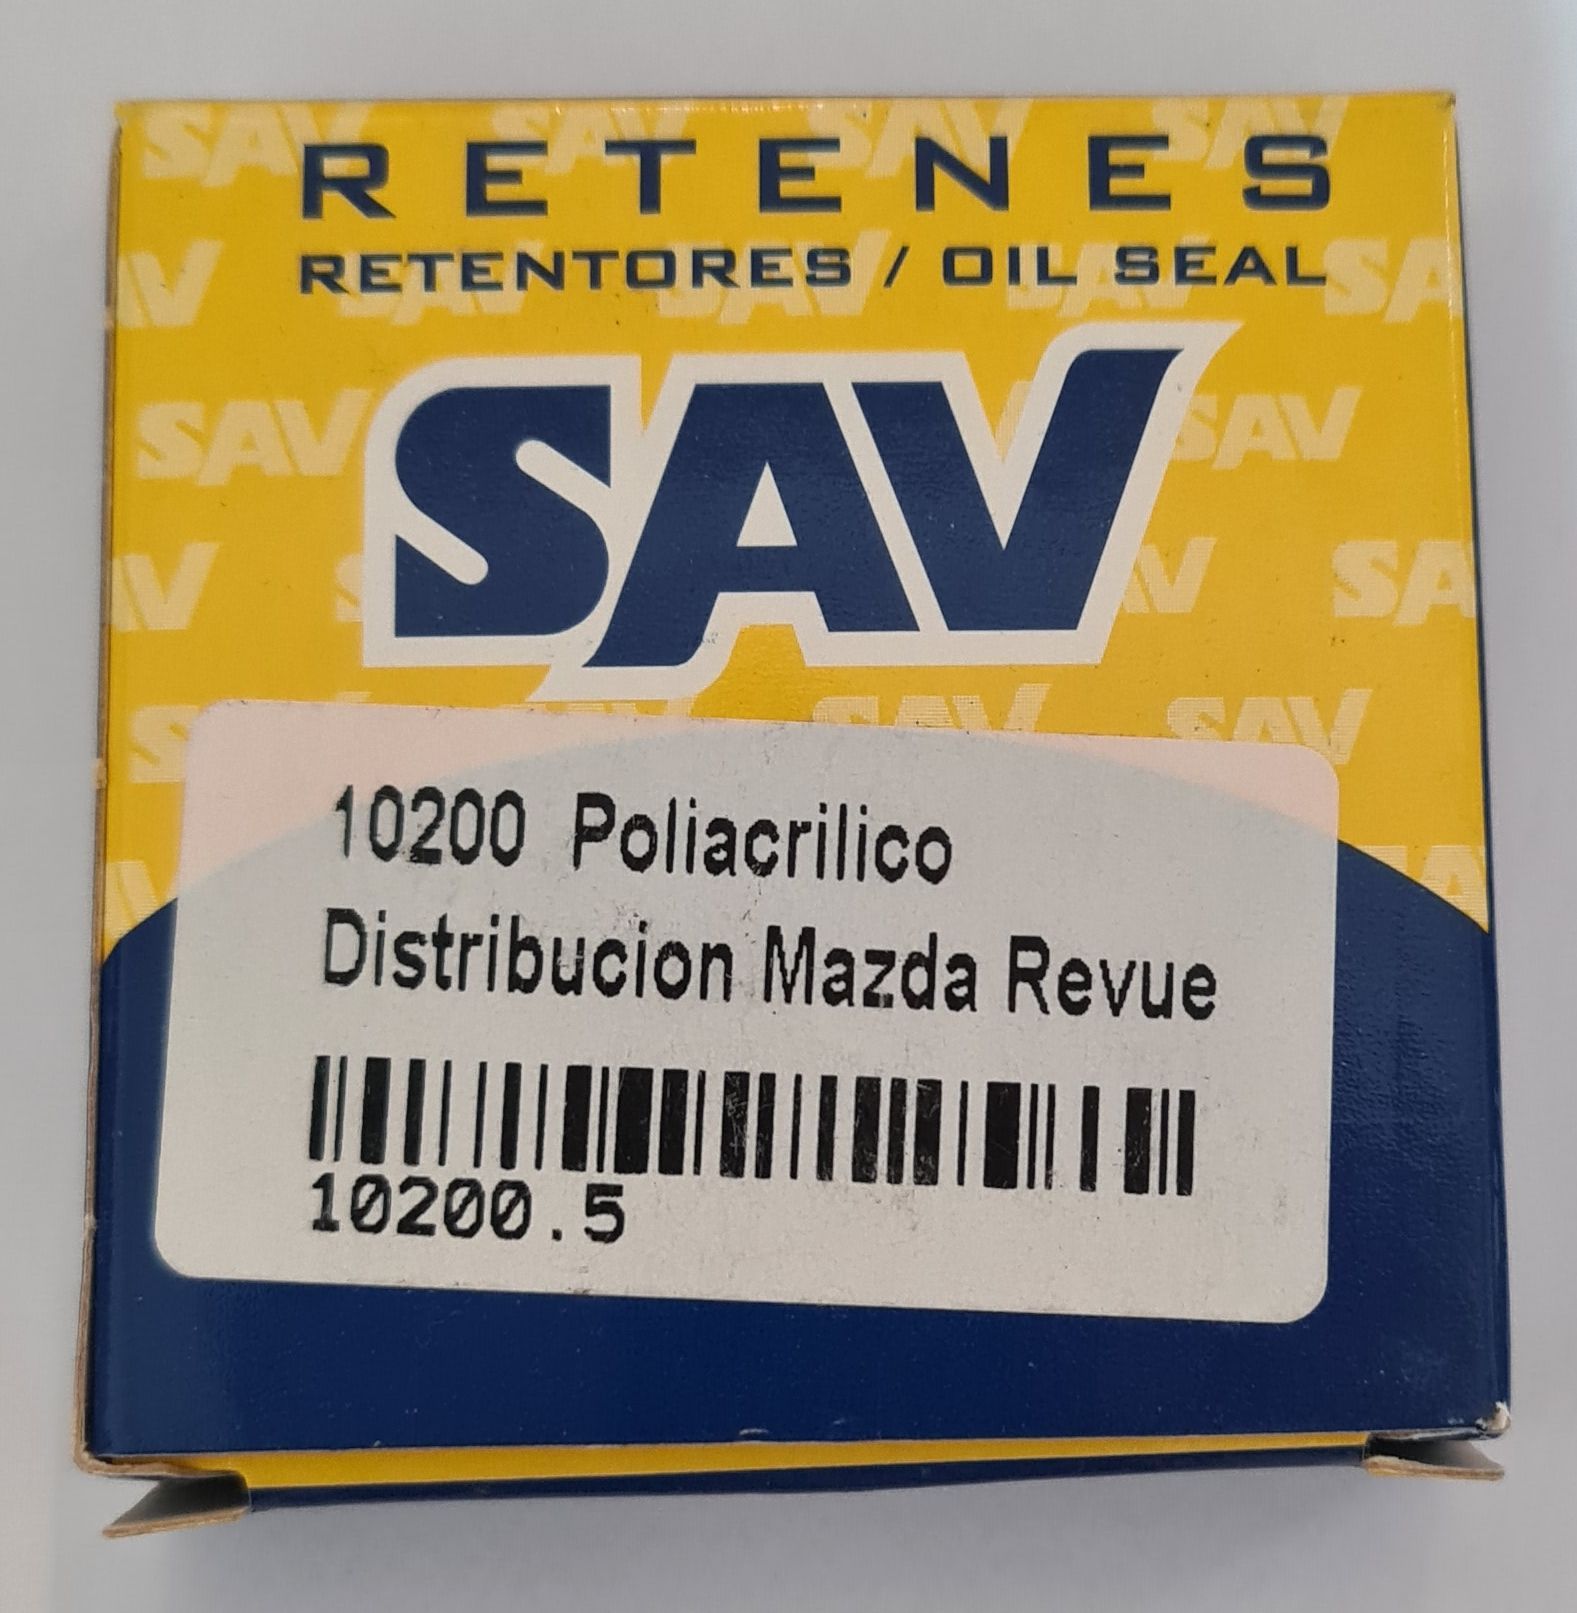 RETENES
RETENTORES / OIL SEAL
SAV
10200 Poliacrilico
Distribucion Mazda Revue
10200.5